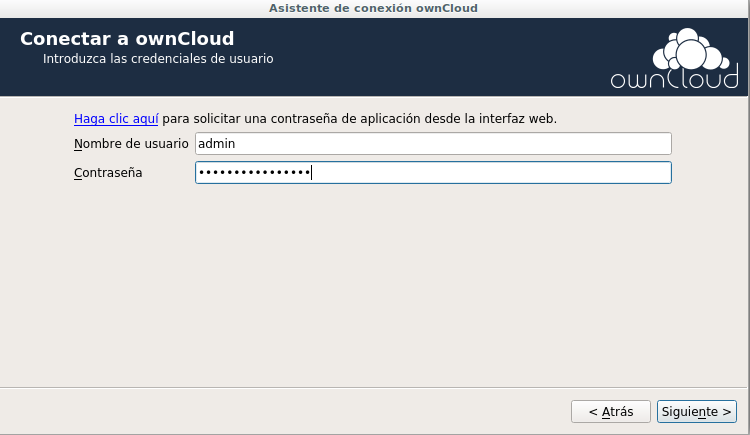 Asistente de conexión ownCloud
Conectar a ownCloud
Introduzca las credenciales de usuario
ownCloud
Haga clic aquí para solicitar una contraseña de aplicación desde la interfaz web.
Nombre de usuario admin
Contraseña ••••••••••••••••
< Atrás Siguiente >